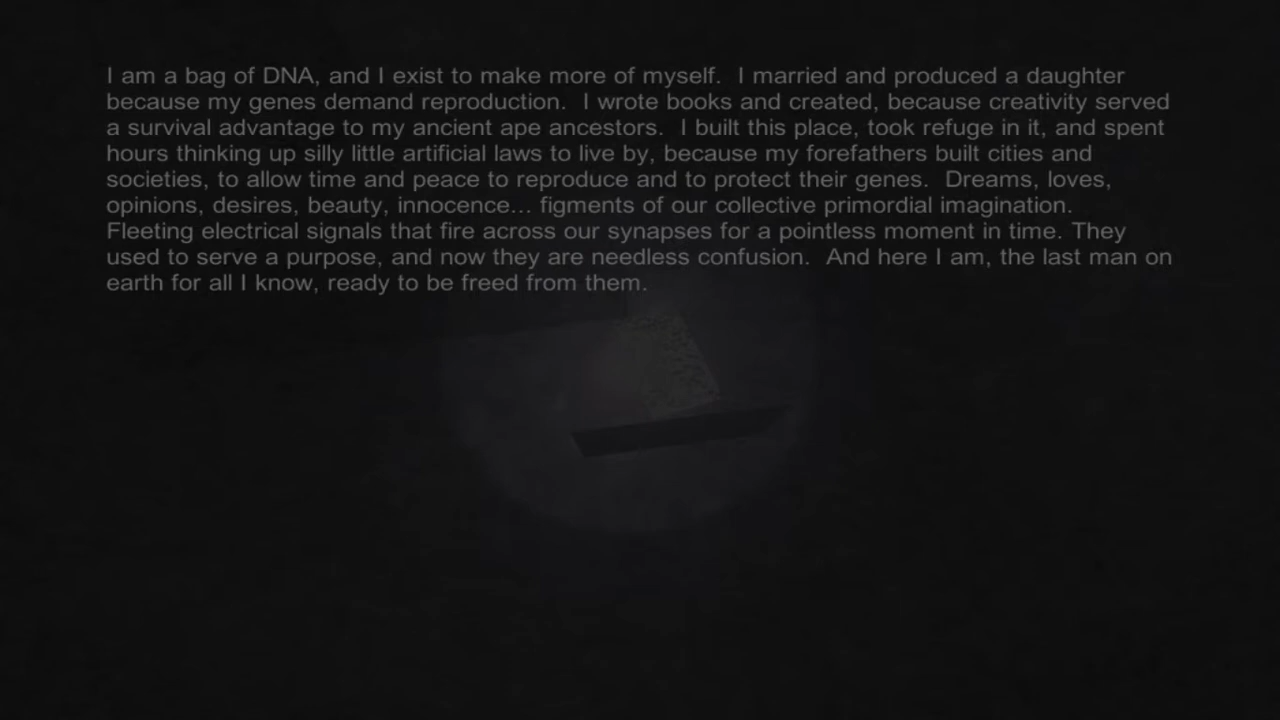 I am a bag of DNA, and I exist to make more of myself.  I married and produced a daughter
because my genes demand reproduction.  I wrote books and created, because creativity served
a survival advantage to my ancient ape ancestors.  I built this place, took refuge in it, and spent
hours thinking up silly little artificial laws to live by, because my forefathers built cities and
societies, to allow time and peace to reproduce and to protect their genes.  Dreams, loves,
opinions, desires, beauty, innocence... figments of our collective primordial imagination.
Fleeting electrical signals that fire across our synapses for a pointless moment in time. They
used to serve a purpose, and now they are needless confusion.  And here I am, the last man on
earth for all I know, ready to be freed from them.